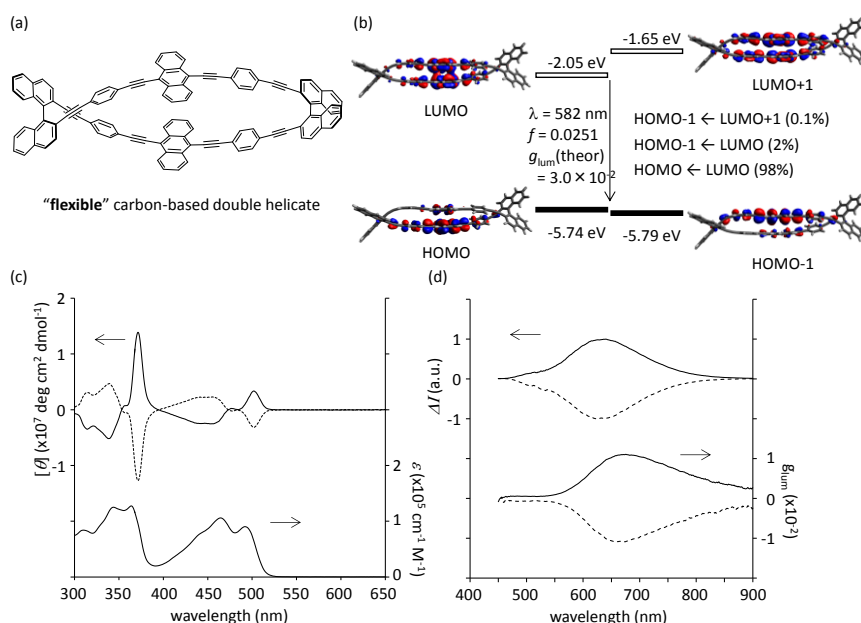 (a)
"flexible" carbon-based double helicate
(b)
-2.05 eV
-1.65 eV
LUMO
LUMO+1
λ = 582 nm
f = 0.0251
g_lum(theor)
= 3.0 × 10^-2
HOMO-1 ← LUMO+1 (0.1%)
HOMO-1 ← LUMO (2%)
HOMO ← LUMO (98%)
HOMO
-5.74 eV
-5.79 eV
HOMO-1
(c)
2
1
0
-1
[θ] (x10^7 deg cm^2 dmol^-1)
2
1
0
ε (x10^5 cm^-1 M^-1)
300 350 400 450 500 550 600 650
wavelength (nm)
(d)
1
0
-1
ΔI (a.u.)
1
0
-1
g_lum (x10^-2)
400 500 600 700 800 900
wavelength (nm)